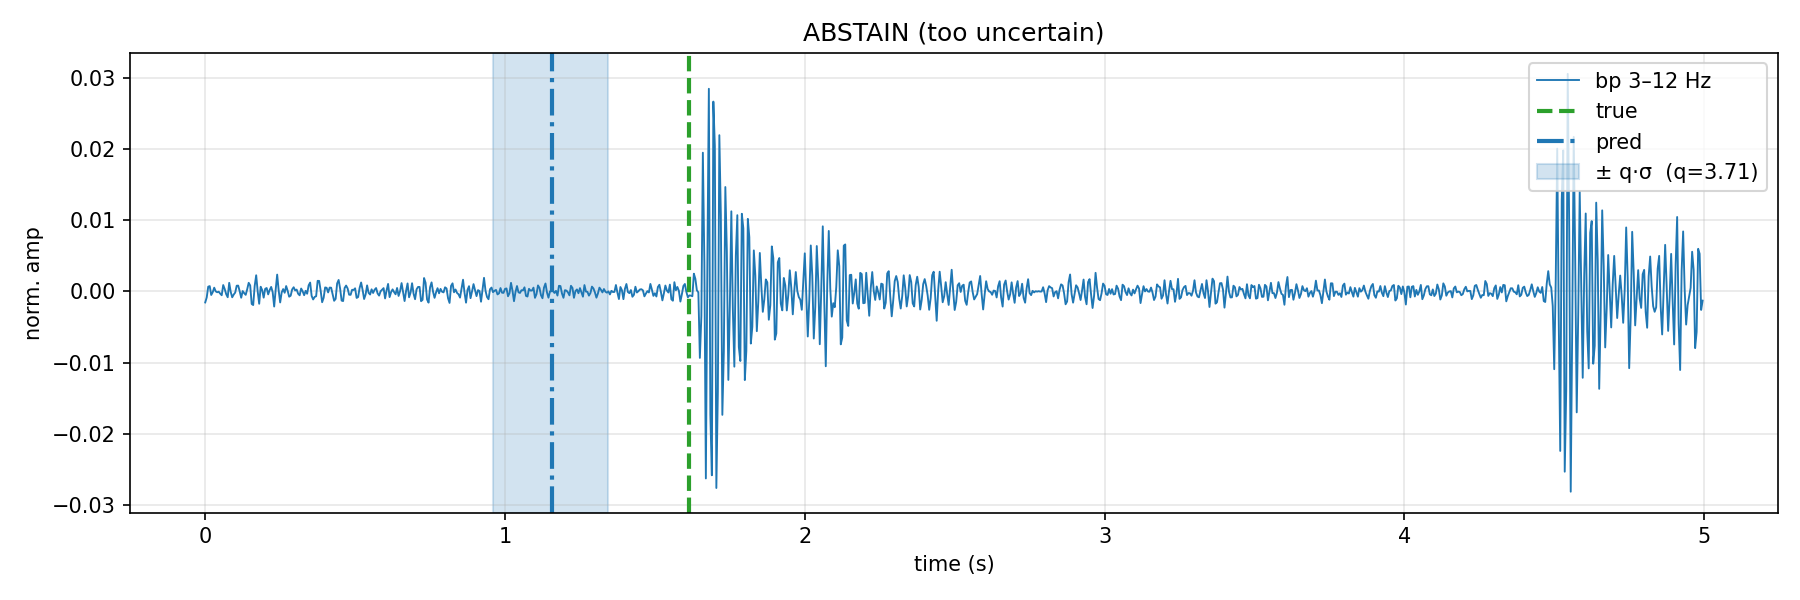 ABSTAIN (too uncertain)
norm. amp
0.03
0.02
0.01
0.00
−0.01
−0.02
−0.03
bp 3–12 Hz
true
pred
± q·σ (q=3.71)
0 1 2 3 4 5
time (s)